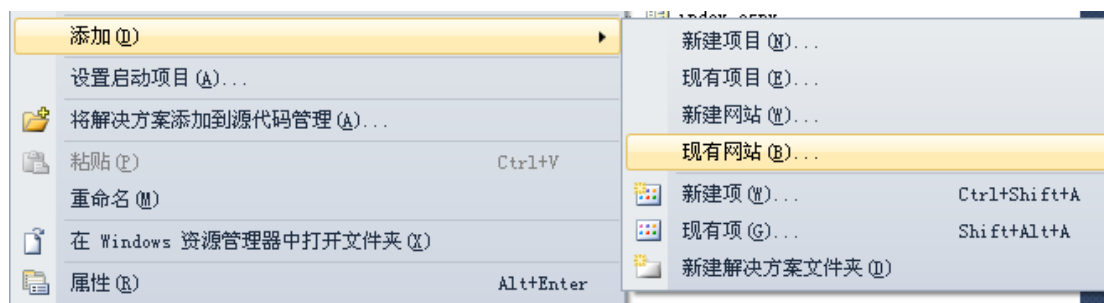 添加(D)
设置启动项目(A)...
将解决方案添加到源代码管理(A)...
粘贴(P) Ctrl+V
重命名(M)
在 Windows 资源管理器中打开文件夹(X)
属性(R) Alt+Enter
新建项目(N)...
现有项目(E)...
新建网站(W)...
现有网站(B)...
新建项(W)... Ctrl+Shift+A
现有项(G)... Shift+Alt+A
新建解决方案文件夹(D)